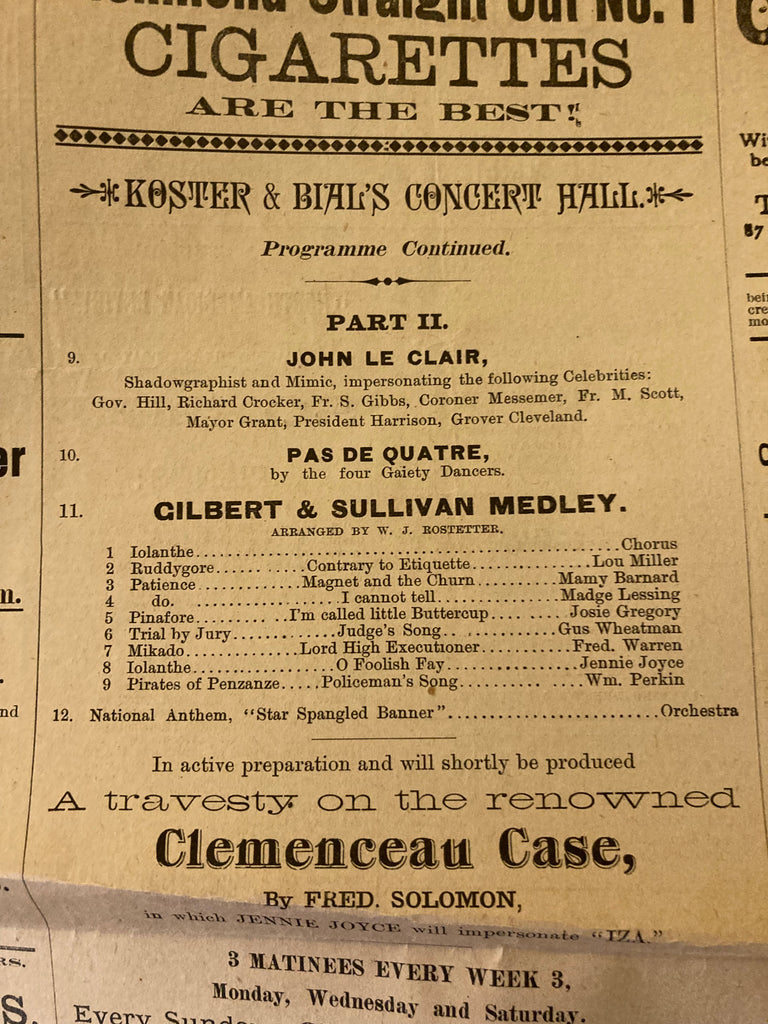 Richmond Straight Cut No. 1
CIGARETTES
ARE THE BEST!!
KOSTER & BIAL'S CONCERT HALL.
Programme Continued.
PART II.
9. JOHN LE CLAIR,
Shadowgraphist and Mimic, impersonating the following Celebrities:
Gov. Hill, Richard Crocker, Fr. S. Gibbs, Coroner Messemer, Fr. M. Scott,
Mayor Grant, President Harrison, Grover Cleveland.
10. PAS DE QUATRE,
by the four Gaiety Dancers.
11. GILBERT & SULLIVAN MEDLEY.
ARRANGED BY W. J. ROSTETTER.
1 Iolanthe....Chorus
2 Ruddygore....Contrary to Etiquette....Lou Miller
3 Patience....Magnet and the Churn....Mamy Barnard
4 do. ....I cannot tell....Madge Lessing
5 Pinafore....I'm called little Buttercup....Josie Gregory
6 Trial by Jury....Judge's Song....Gus Wheatman
7 Mikado....Lord High Executioner....Fred. Warren
8 Iolanthe....O Foolish Fay....Jennie Joyce
9 Pirates of Penzanze....Policeman's Song....Wm. Perkin
12. National Anthem, "Star Spangled Banner"....Orchestra
In active preparation and will shortly be produced
A travesty on the renowned
Clemenceau Case,
By FRED. SOLOMON,
in which JENNIE JOYCE will impersonate "IZA."
3 MATINEES EVERY WEEK 3,
Monday, Wednesday and Saturday.
Every